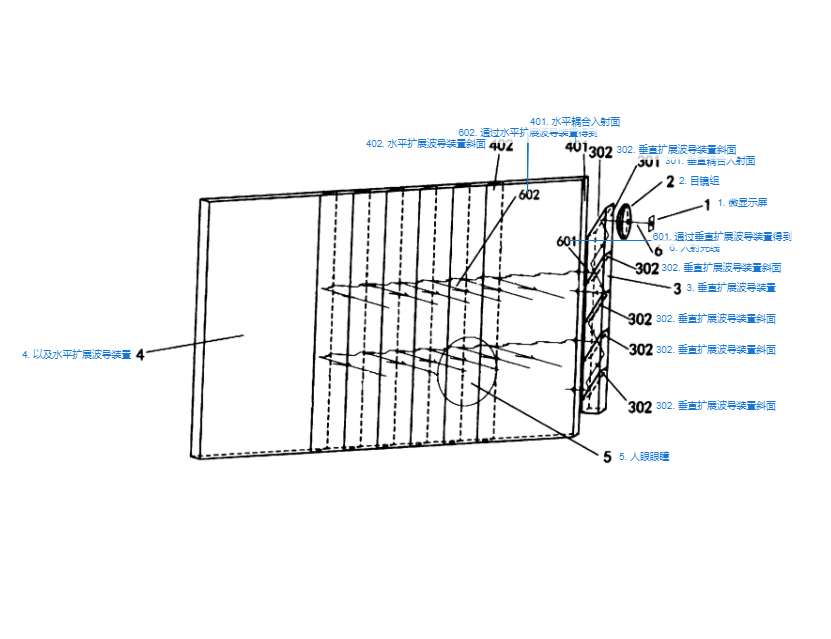 401. 水平耦合入射面
602. 通过水平扩展波导装置得到
402. 水平扩展波导装置斜面 402
401 302 302. 垂直扩展波导装置斜面
301 301. 垂直耦合入射面
2 2. 目镜组
602
1 1. 微显示屏
601 601. 通过垂直扩展波导装置得到
6 6. 入射光线
302 302. 垂直扩展波导装置斜面
3 3. 垂直扩展波导装置
302 302. 垂直扩展波导装置斜面
302 302. 垂直扩展波导装置斜面
4. 以及水平扩展波导装置 4
302 302. 垂直扩展波导装置斜面
5 5. 人眼眼瞳